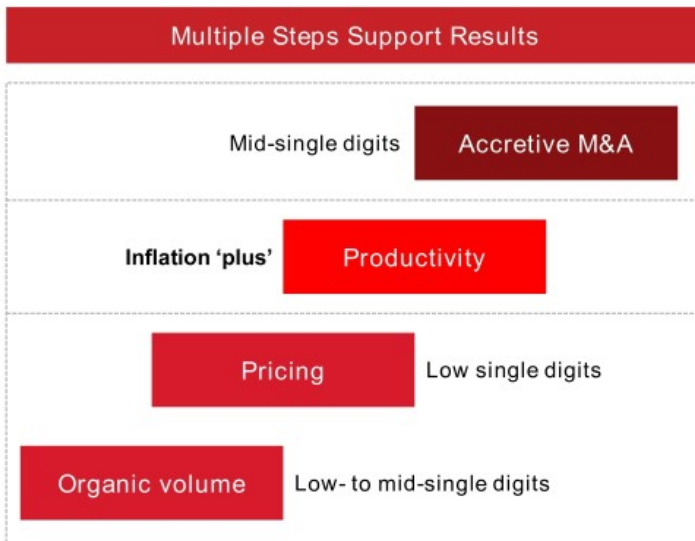 Multiple Steps Support Results
Mid-single digits Accretive M&A
Inflation ‘plus’ Productivity
Pricing Low single digits
Organic volume Low- to mid-single digits